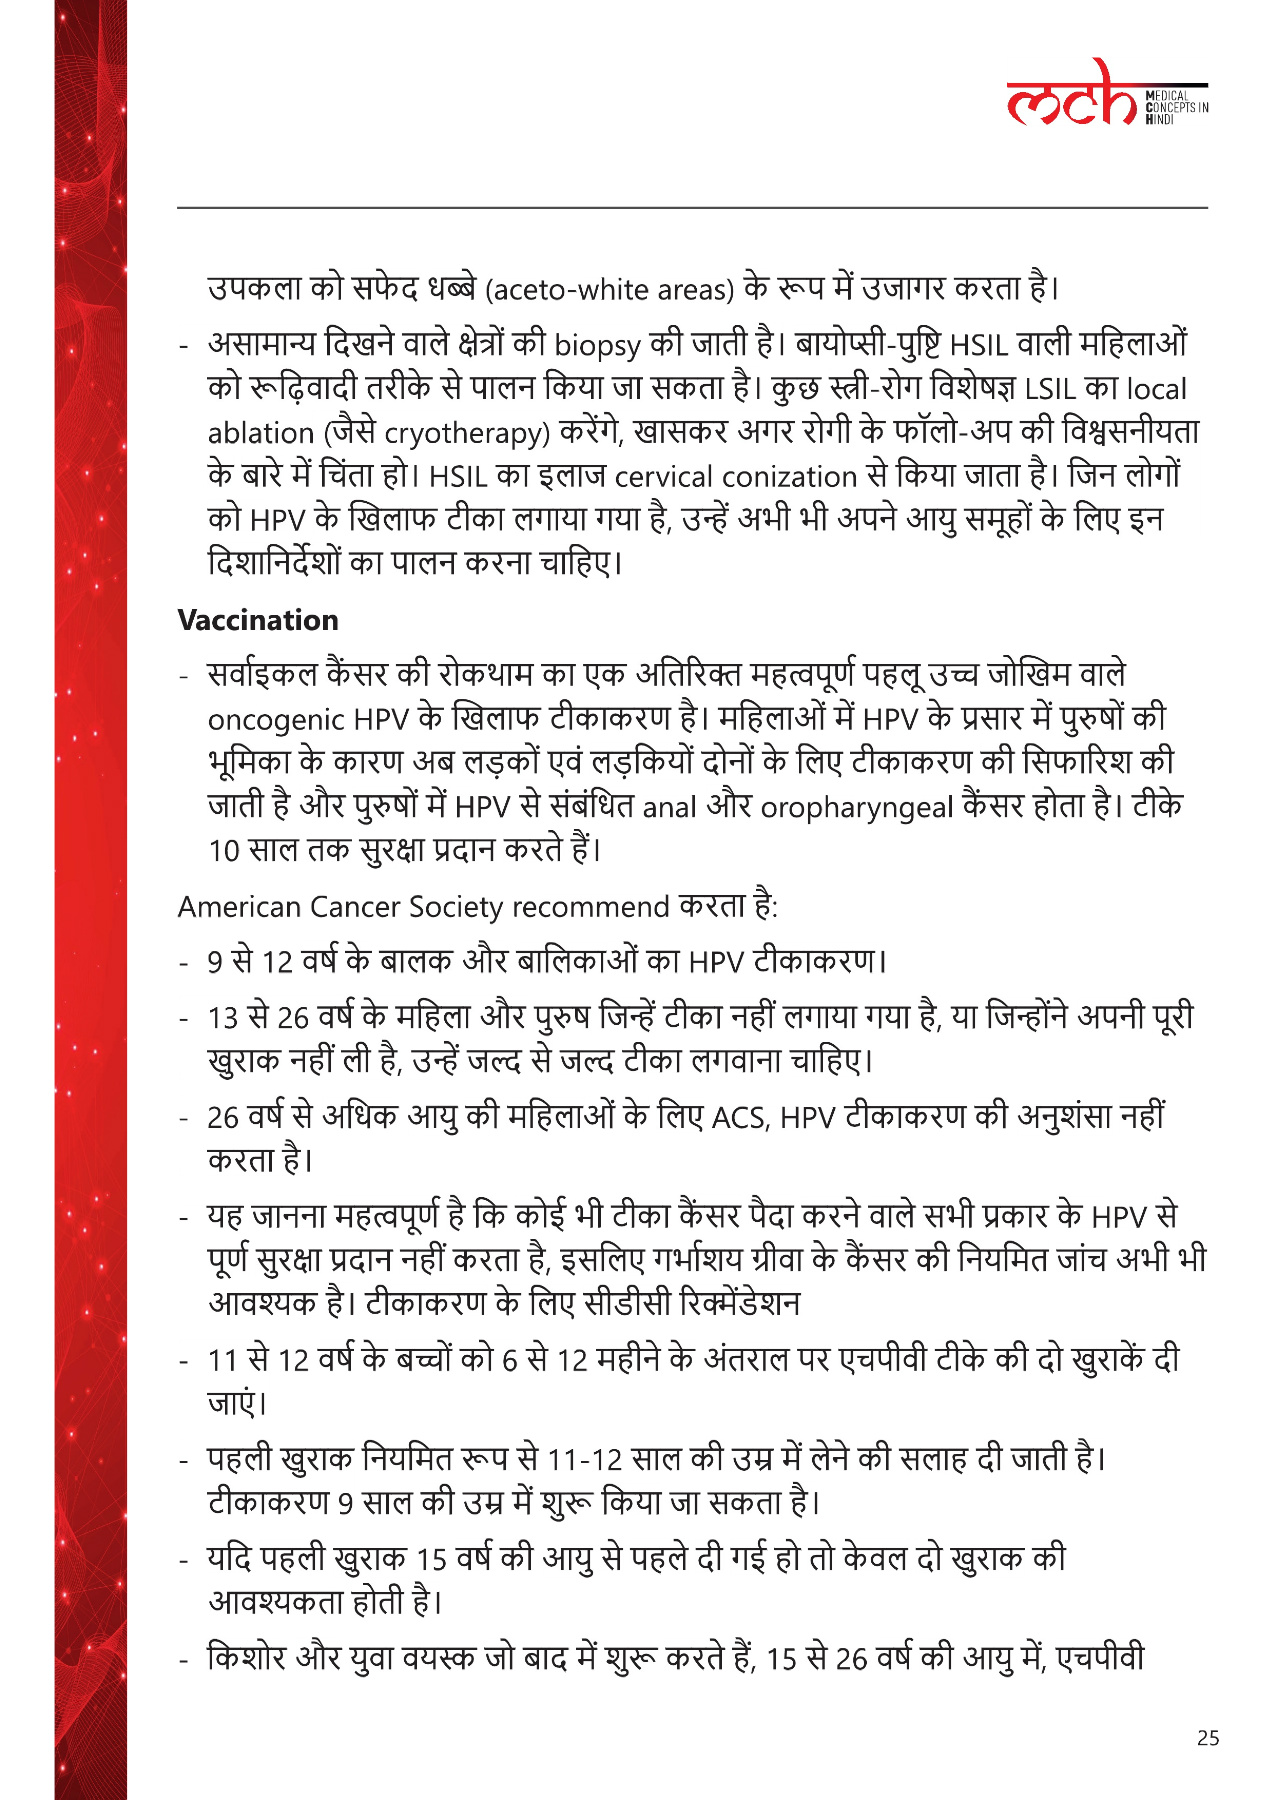 mch MEDICAL
CONCEPTS IN
HINDI
उपकला को सफेद धब्बे (aceto-white areas) के रूप में उजागर करता है।
- असामान्य दिखने वाले क्षेत्रों की biopsy की जाती है। बायोप्सी-पुष्टि HSIL वाली महिलाओं
को रूढ़िवादी तरीके से पालन किया जा सकता है। कुछ स्त्री-रोग विशेषज्ञ LSIL का local
ablation (जैसे cryotherapy) करेंगे, खासकर अगर रोगी के फॉलो-अप की विश्वसनीयता
के बारे में चिंता हो। HSIL का इलाज cervical conization से किया जाता है। जिन लोगों
को HPV के खिलाफ टीका लगाया गया है, उन्हें अभी भी अपने आयु समूहों के लिए इन
दिशानिर्देशों का पालन करना चाहिए।
Vaccination
- सर्वाइकल कैंसर की रोकथाम का एक अतिरिक्त महत्वपूर्ण पहलू उच्च जोखिम वाले
oncogenic HPV के खिलाफ टीकाकरण है। महिलाओं में HPV के प्रसार में पुरुषों की
भूमिका के कारण अब लड़कों एवं लड़कियों दोनों के लिए टीकाकरण की सिफारिश की
जाती है और पुरुषों में HPV से संबंधित anal और oropharyngeal कैंसर होता है। टीके
10 साल तक सुरक्षा प्रदान करते हैं।
American Cancer Society recommend करता है:
- 9 से 12 वर्ष के बालक और बालिकाओं का HPV टीकाकरण।
- 13 से 26 वर्ष के महिला और पुरुष जिन्हें टीका नहीं लगाया गया है, या जिन्होंने अपनी पूरी
खुराक नहीं ली है, उन्हें जल्द से जल्द टीका लगवाना चाहिए।
- 26 वर्ष से अधिक आयु की महिलाओं के लिए ACS, HPV टीकाकरण की अनुशंसा नहीं
करता है।
- यह जानना महत्वपूर्ण है कि कोई भी टीका कैंसर पैदा करने वाले सभी प्रकार के HPV से
पूर्ण सुरक्षा प्रदान नहीं करता है, इसलिए गर्भाशय ग्रीवा के कैंसर की नियमित जांच अभी भी
आवश्यक है। टीकाकरण के लिए सीडीसी रिक्मेंडेशन
- 11 से 12 वर्ष के बच्चों को 6 से 12 महीने के अंतराल पर एचपीवी टीके की दो खुराकें दी
जाएं।
- पहली खुराक नियमित रूप से 11-12 साल की उम्र में लेने की सलाह दी जाती है।
टीकाकरण 9 साल की उम्र में शुरू किया जा सकता है।
- यदि पहली खुराक 15 वर्ष की आयु से पहले दी गई हो तो केवल दो खुराक की
आवश्यकता होती है।
- किशोर और युवा वयस्क जो बाद में शुरू करते हैं, 15 से 26 वर्ष की आयु में, एचपीवी
25